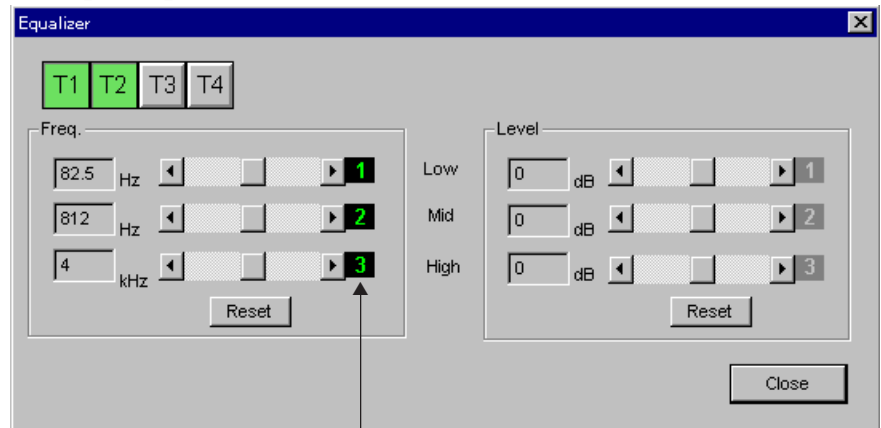 Equalizer
T1 T2 T3 T4
Freq.
82.5 Hz 1
812 Hz 2
4 kHz 3
Reset
Low
Mid
High
Level
0 dB 1
0 dB 2
0 dB 3
Reset
Close